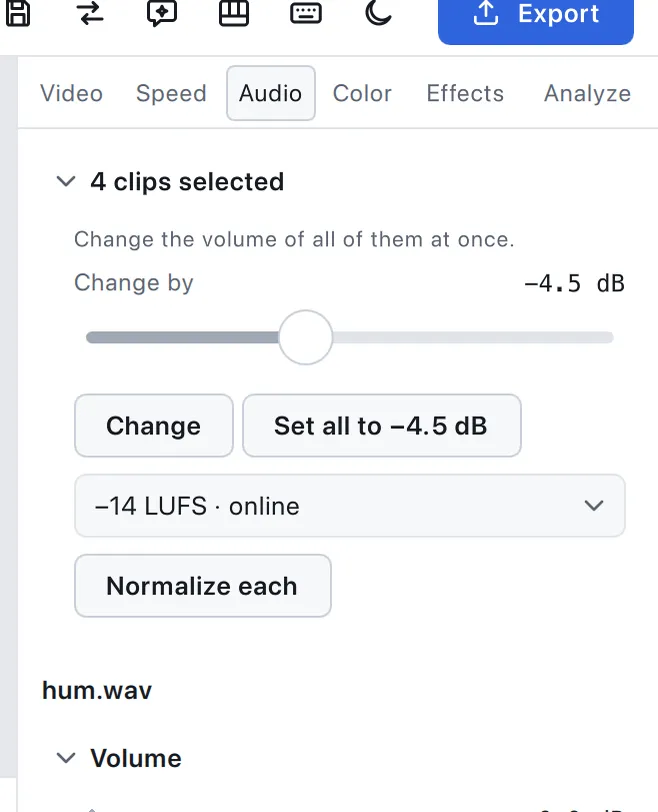 Export
Video Speed Audio Color Effects Analyze
4 clips selected
Change the volume of all of them at once.
Change by −4.5 dB
Change Set all to −4.5 dB
−14 LUFS · online
Normalize each
hum.wav
Volume